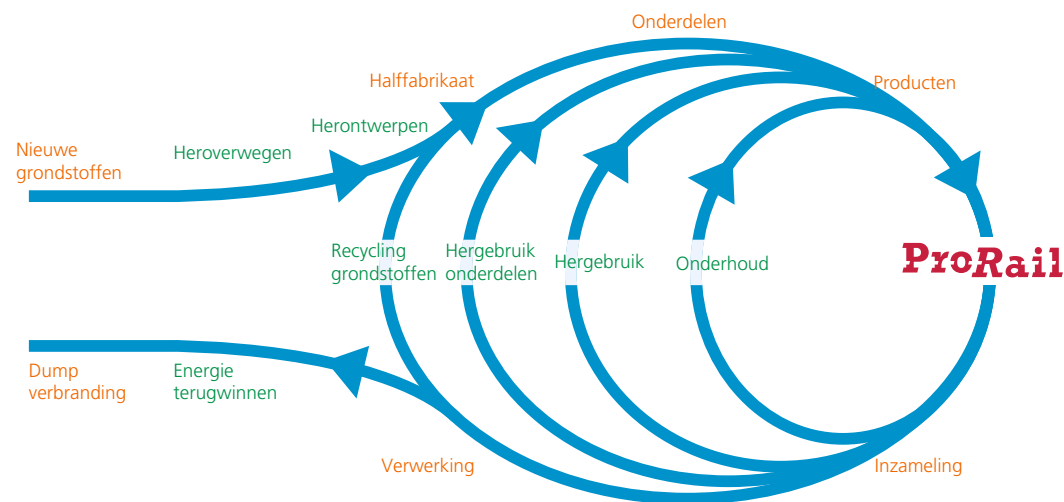 Onderdelen
Halffabrikaat
Producten
Herontwerpen
Nieuwe
grondstoffen
Heroverwegen
Recycling
grondstoffen
Hergebruik
onderdelen
Hergebruik
Onderhoud
ProRail
Dump
verbranding
Energie
terugwinnen
Verwerking
Inzameling